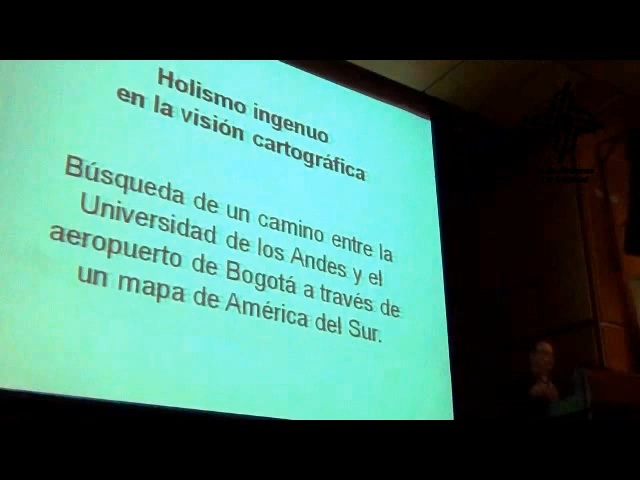 Holismo ingenuo
en la visión cartográfica
Búsqueda de un camino entre la
Universidad de los Andes y el
aeropuerto de Bogotá a través de
un mapa de América del Sur.